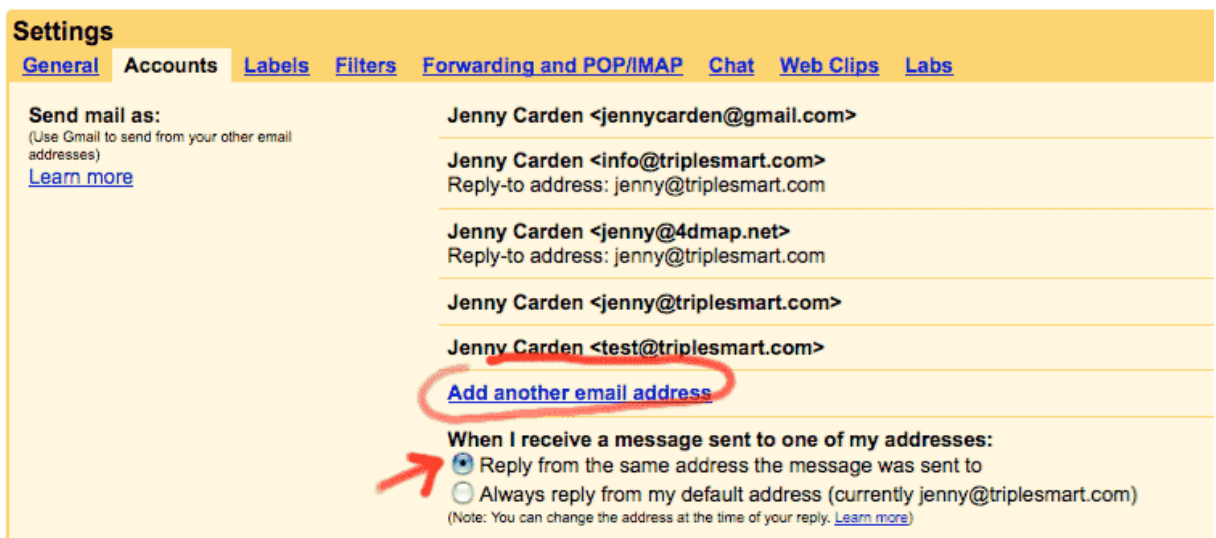 Settings
General Accounts Labels Filters Forwarding and POP/IMAP Chat Web Clips Labs
Send mail as:
(Use Gmail to send from your other email
addresses)
Learn more
Jenny Carden <jennycarden@gmail.com>
Jenny Carden <info@triplesmart.com>
Reply-to address: jenny@triplesmart.com
Jenny Carden <jenny@4dmap.net>
Reply-to address: jenny@triplesmart.com
Jenny Carden <jenny@triplesmart.com>
Jenny Carden <test@triplesmart.com>
Add another email address
When I receive a message sent to one of my addresses:
Reply from the same address the message was sent to
Always reply from my default address (currently jenny@triplesmart.com)
(Note: You can change the address at the time of your reply. Learn more)